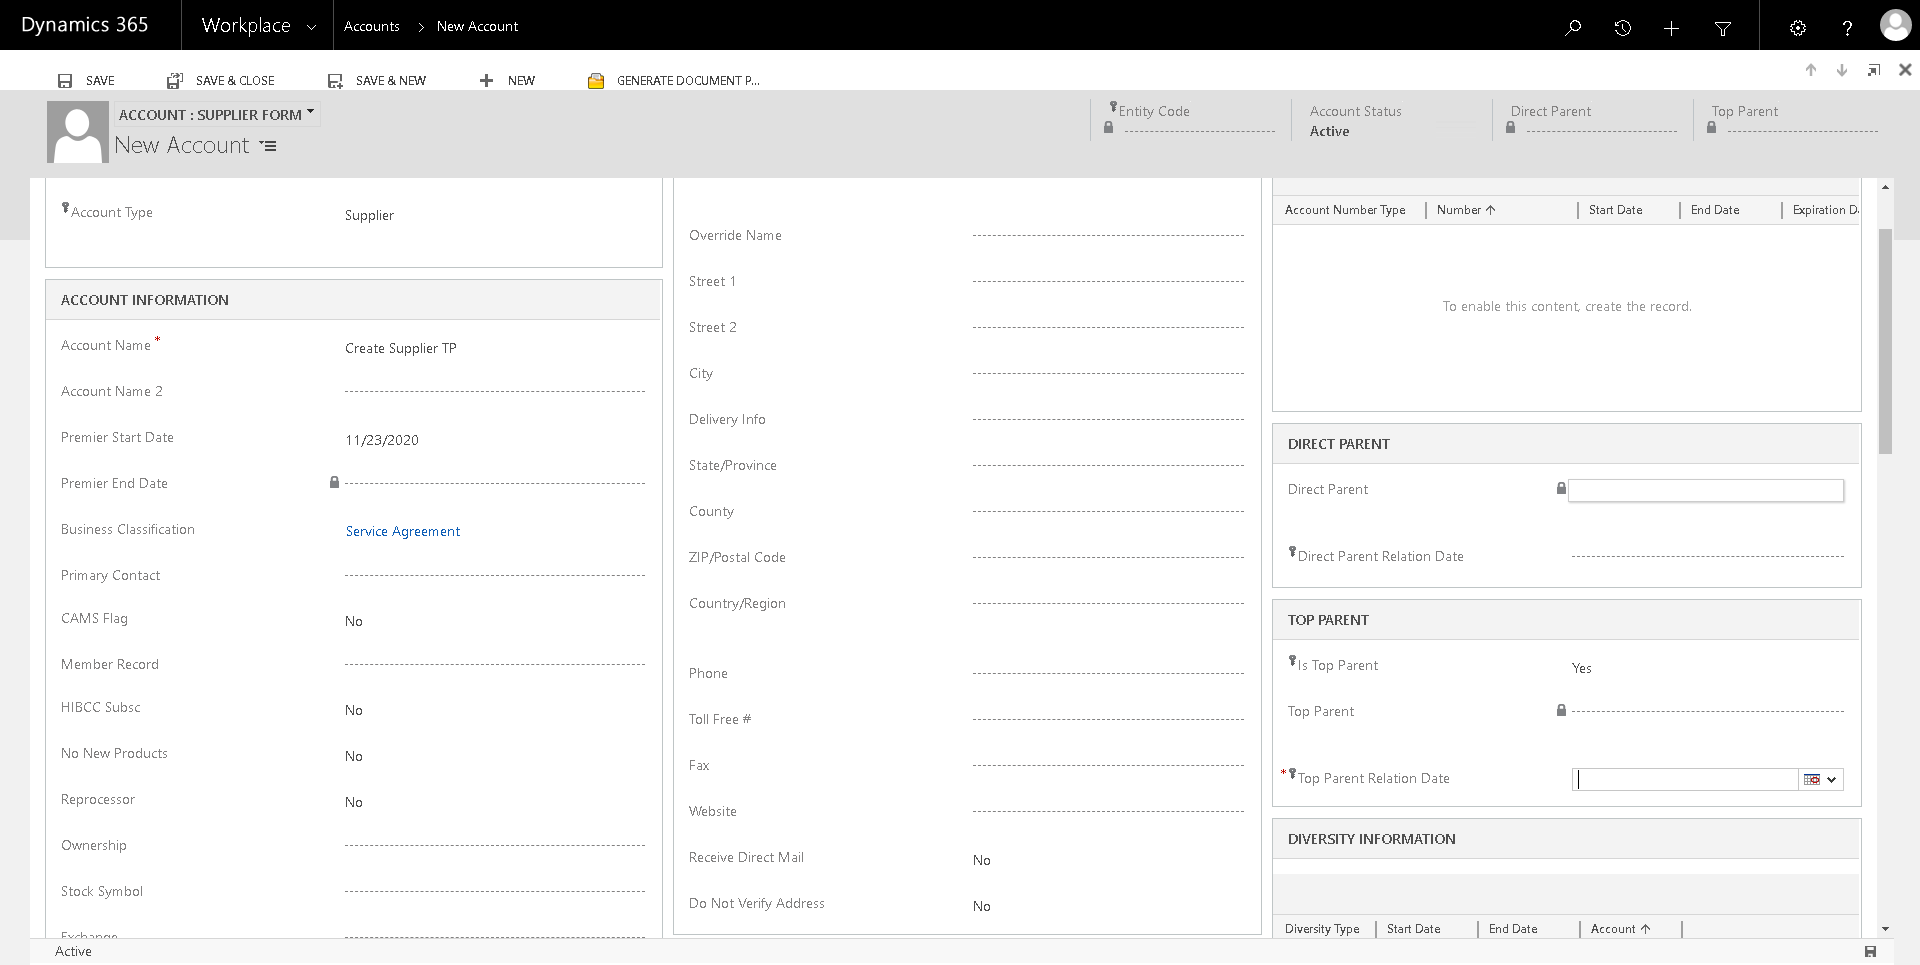 Dynamics 365
Workplace
Accounts > New Account
SAVE
SAVE & CLOSE
SAVE & NEW
NEW
GENERATE DOCUMENT P...
ACCOUNT : SUPPLIER FORM
New Account
Entity Code
Account Status
Active
Direct Parent
Top Parent
Account Type
Supplier
ACCOUNT INFORMATION
Account Name *
Create Supplier TP
Account Name 2
Premier Start Date
11/23/2020
Premier End Date
Business Classification
Service Agreement
Primary Contact
CAMS Flag
No
Member Record
HIBCC Subsc
No
No New Products
No
Reprocessor
No
Ownership
Stock Symbol
Exchange
Override Name
Street 1
Street 2
City
Delivery Info
State/Province
County
ZIP/Postal Code
Country/Region
Phone
Toll Free #
Fax
Website
Receive Direct Mail
No
Do Not Verify Address
No
Account Number Type
Number
Start Date
End Date
Expiration D
To enable this content, create the record.
DIRECT PARENT
Direct Parent
Direct Parent Relation Date
TOP PARENT
Is Top Parent
Yes
Top Parent
* Top Parent Relation Date
DIVERSITY INFORMATION
Diversity Type
Start Date
End Date
Account
Active